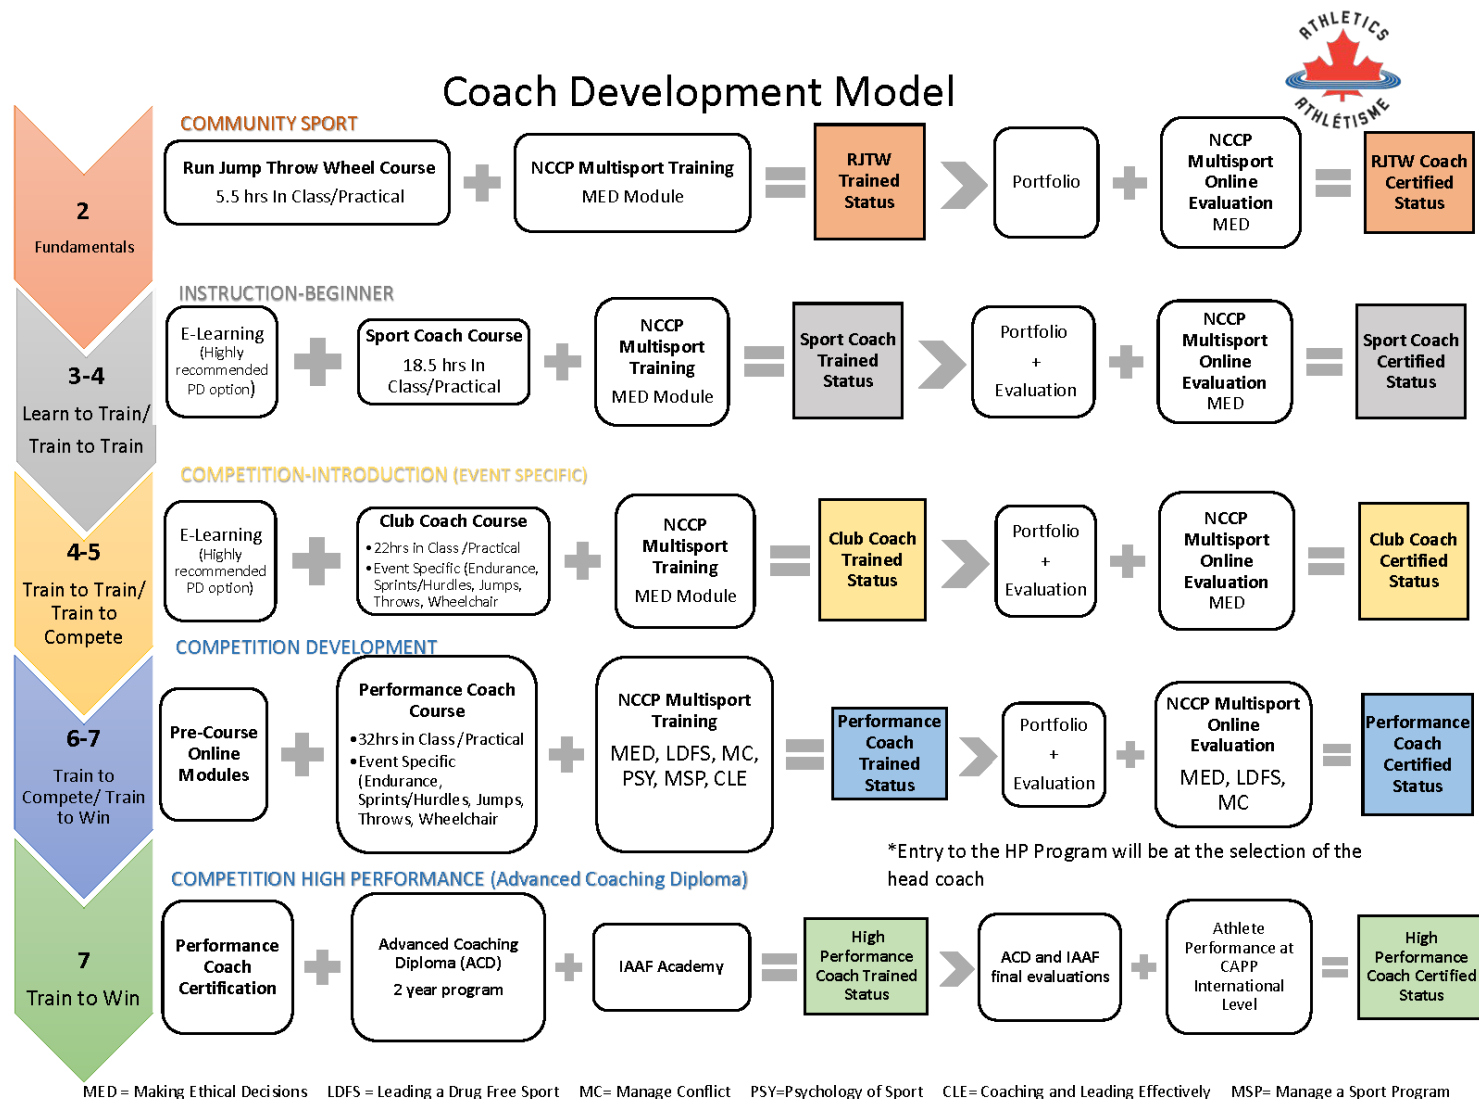 ATHLETICS
ATHLÉTISME
Coach Development Model
2
Fundamentals
COMMUNITY SPORT
Run Jump Throw Wheel Course
5.5 hrs In Class/Practical
NCCP Multisport Training
MED Module
RJTW
Trained
Status
Portfolio
NCCP
Multisport
Online
Evaluation
MED
RJTW Coach
Certified
Status
3-4
Learn to Train/
Train to Train
INSTRUCTION-BEGINNER
E-Learning
(Highly
recommended
PD option)
Sport Coach Course
18.5 hrs In
Class/Practical
NCCP
Multisport
Training
MED Module
Sport Coach
Trained
Status
Portfolio
+
Evaluation
NCCP
Multisport
Online
Evaluation
MED
Sport Coach
Certified
Status
4-5
Train to Train/
Train to
Compete
COMPETITION-INTRODUCTION (EVENT SPECIFIC)
E-Learning
(Highly
recommended
PD option)
Club Coach Course
•22hrs in Class/Practical
•Event Specific (Endurance,
Sprints/Hurdles, Jumps,
Throws, Wheelchair
NCCP
Multisport
Training
MED Module
Club Coach
Trained
Status
Portfolio
+
Evaluation
NCCP
Multisport
Online
Evaluation
MED
Club Coach
Certified
Status
6-7
Train to
Compete/ Train
to Win
COMPETITION DEVELOPMENT
Pre-Course
Online
Modules
Performance Coach
Course
•32hrs in Class/Practical
•Event Specific
(Endurance,
Sprints/Hurdles, Jumps,
Throws, Wheelchair
NCCP Multisport
Training
MED, LDFS, MC,
PSY, MSP, CLE
Performance
Coach
Trained
Status
Portfolio
+
Evaluation
NCCP Multisport
Online
Evaluation
MED, LDFS,
MC
Performance
Coach
Certified
Status
*Entry to the HP Program will be at the selection of the
head coach
7
Train to Win
COMPETITION HIGH PERFORMANCE (Advanced Coaching Diploma)
Performance
Coach
Certification
Advanced Coaching
Diploma (ACD)
2 year program
IAAF Academy
High
Performance
Coach Trained
Status
ACD and IAAF
final evaluations
Athlete
Performance at
CAPP
International
Level
High
Performance
Coach Certified
Status
MED = Making Ethical Decisions LDFS = Leading a Drug Free Sport MC= Manage Conflict PSY=Psychology of Sport CLE= Coaching and Leading Effectively MSP= Manage a Sport Program